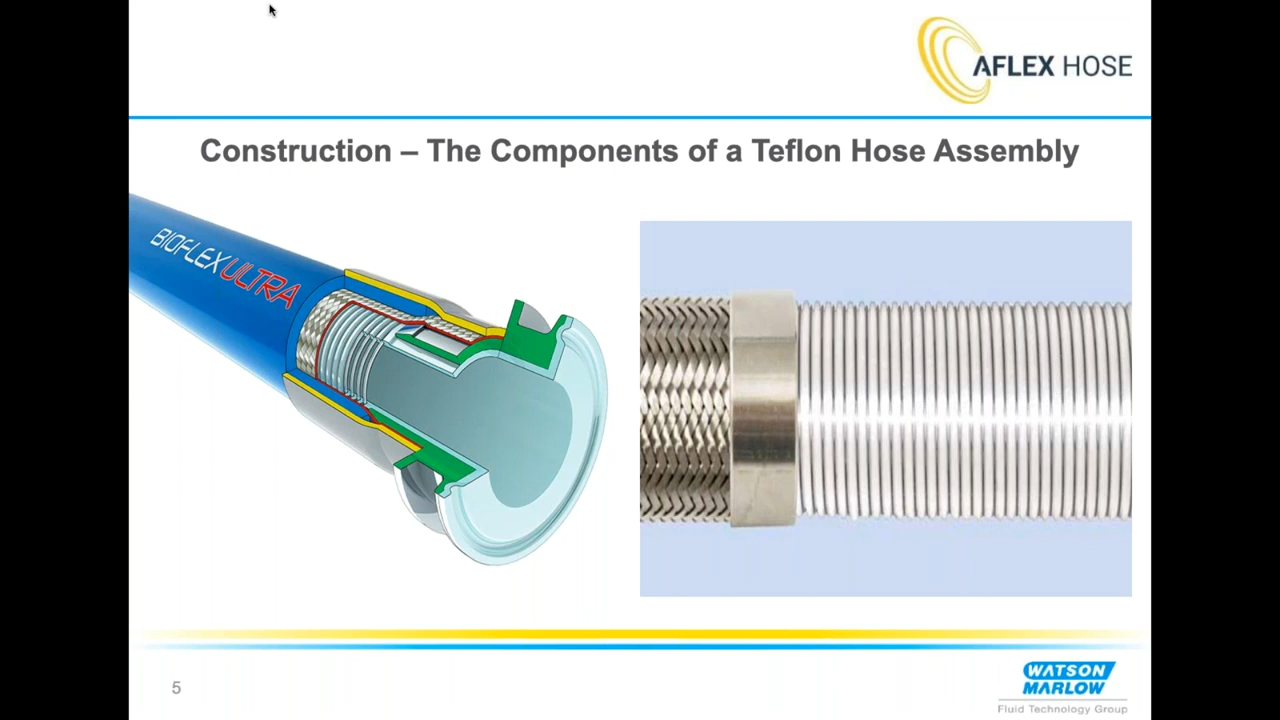 AFLEX HOSE
Construction – The Components of a Teflon Hose Assembly
BIOFLEX ULTRA
5
WATSON
MARLOW
Fluid Technology Group